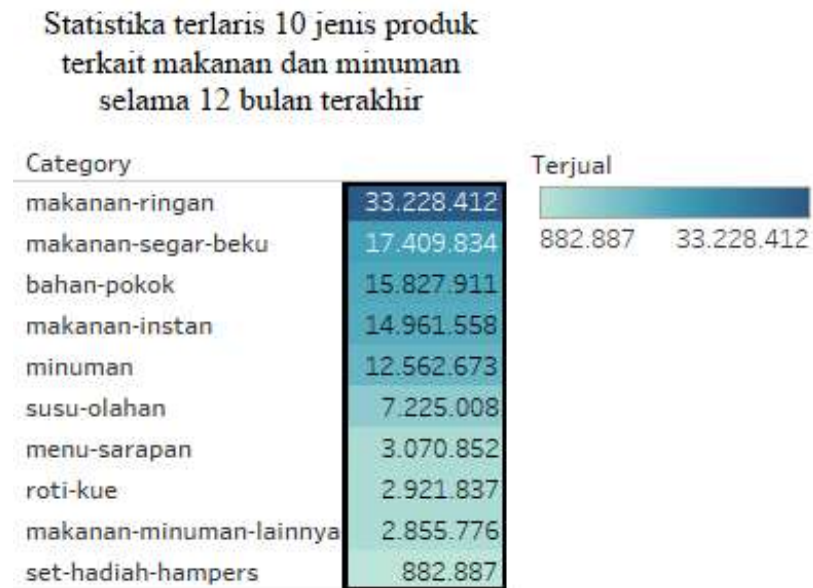 Statistika terlaris 10 jenis produk
terkait makanan dan minuman
selama 12 bulan terakhir
Category
makanan-ringan 33.228.412
makanan-segar-beku 17.409.834
bahan-pokok 15.827.911
makanan-instan 14.961.558
minuman 12.562.673
susu-olahan 7.225.008
menu-sarapan 3.070.852
roti-kue 2.921.837
makanan-minuman-lainnya 2.855.776
set-hadiah-hampers 882.887
Terjual
882.887 33.228.412